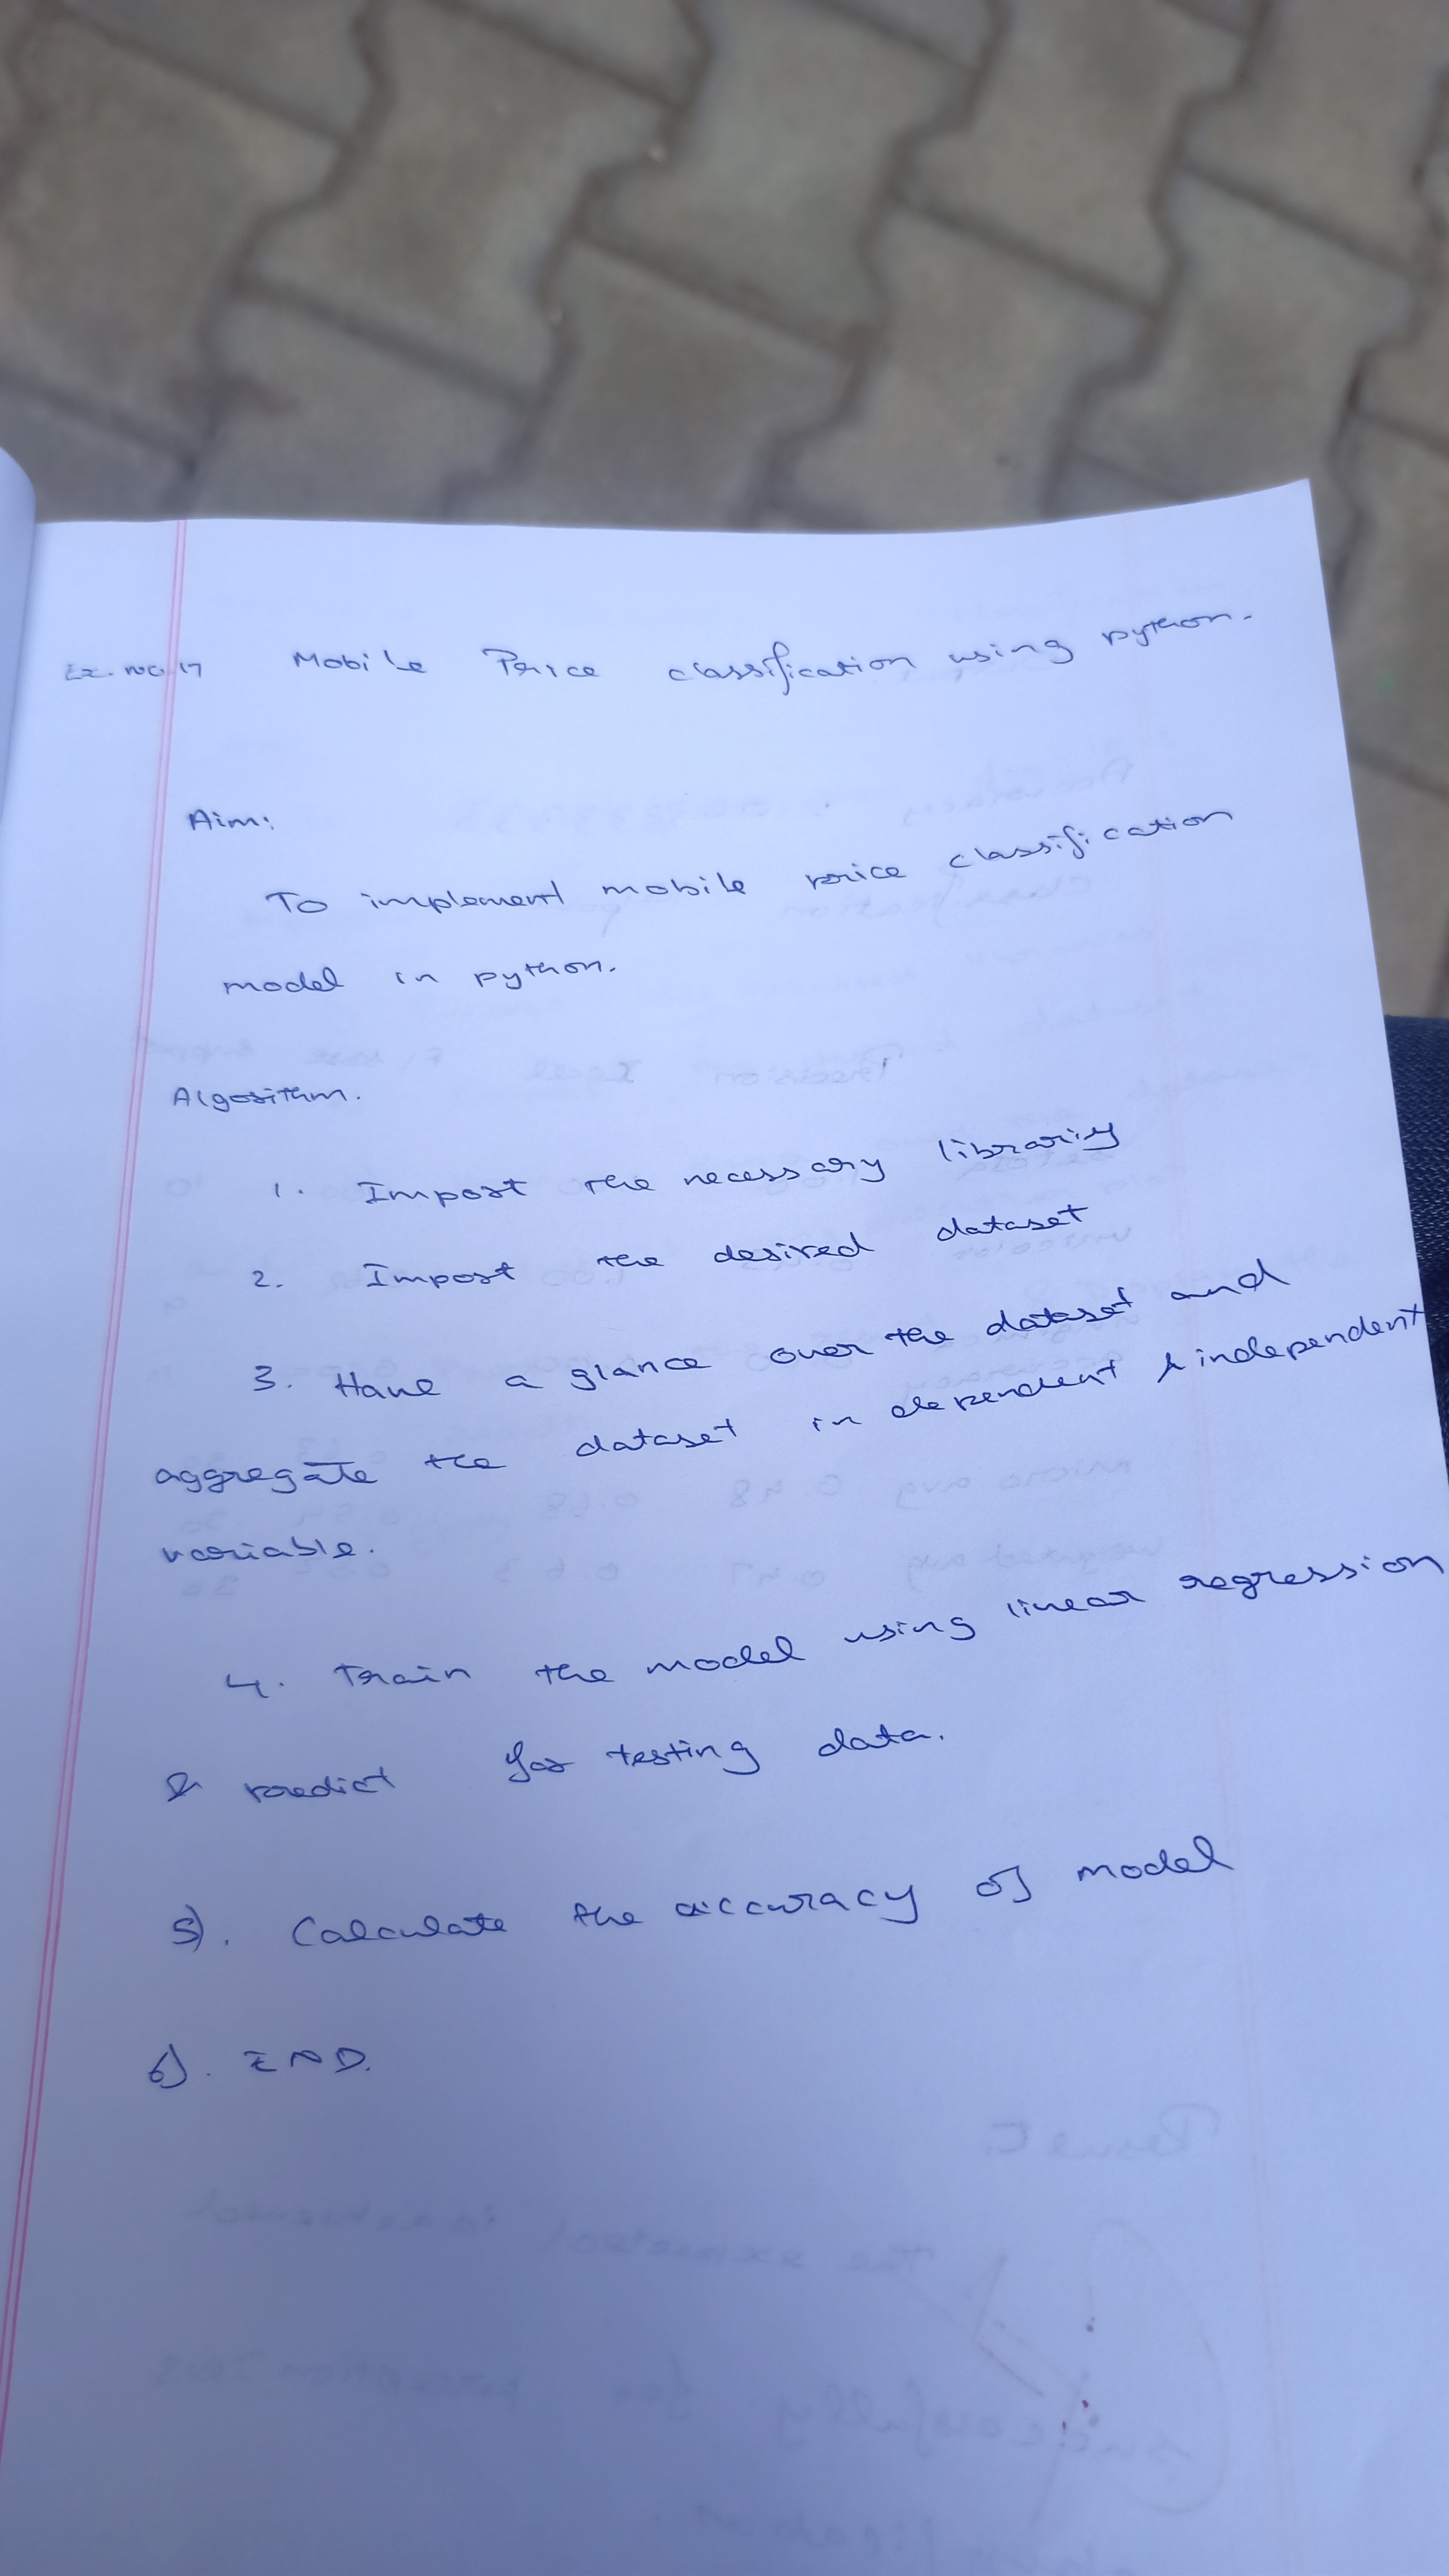 Ex. no. 17 Mobile Price classification using python.
Aim:
To implement mobile price classification
model in python.
Algorithm.
1. Import the necessary librariy
2. Import the desired dataset
3. Have a glance over the dataset and
aggregate the dataset in dependent & independent
variable.
4. Train the model using linear regression
& predict for testing data.
5). Calculate the accuracy of model
6). END.